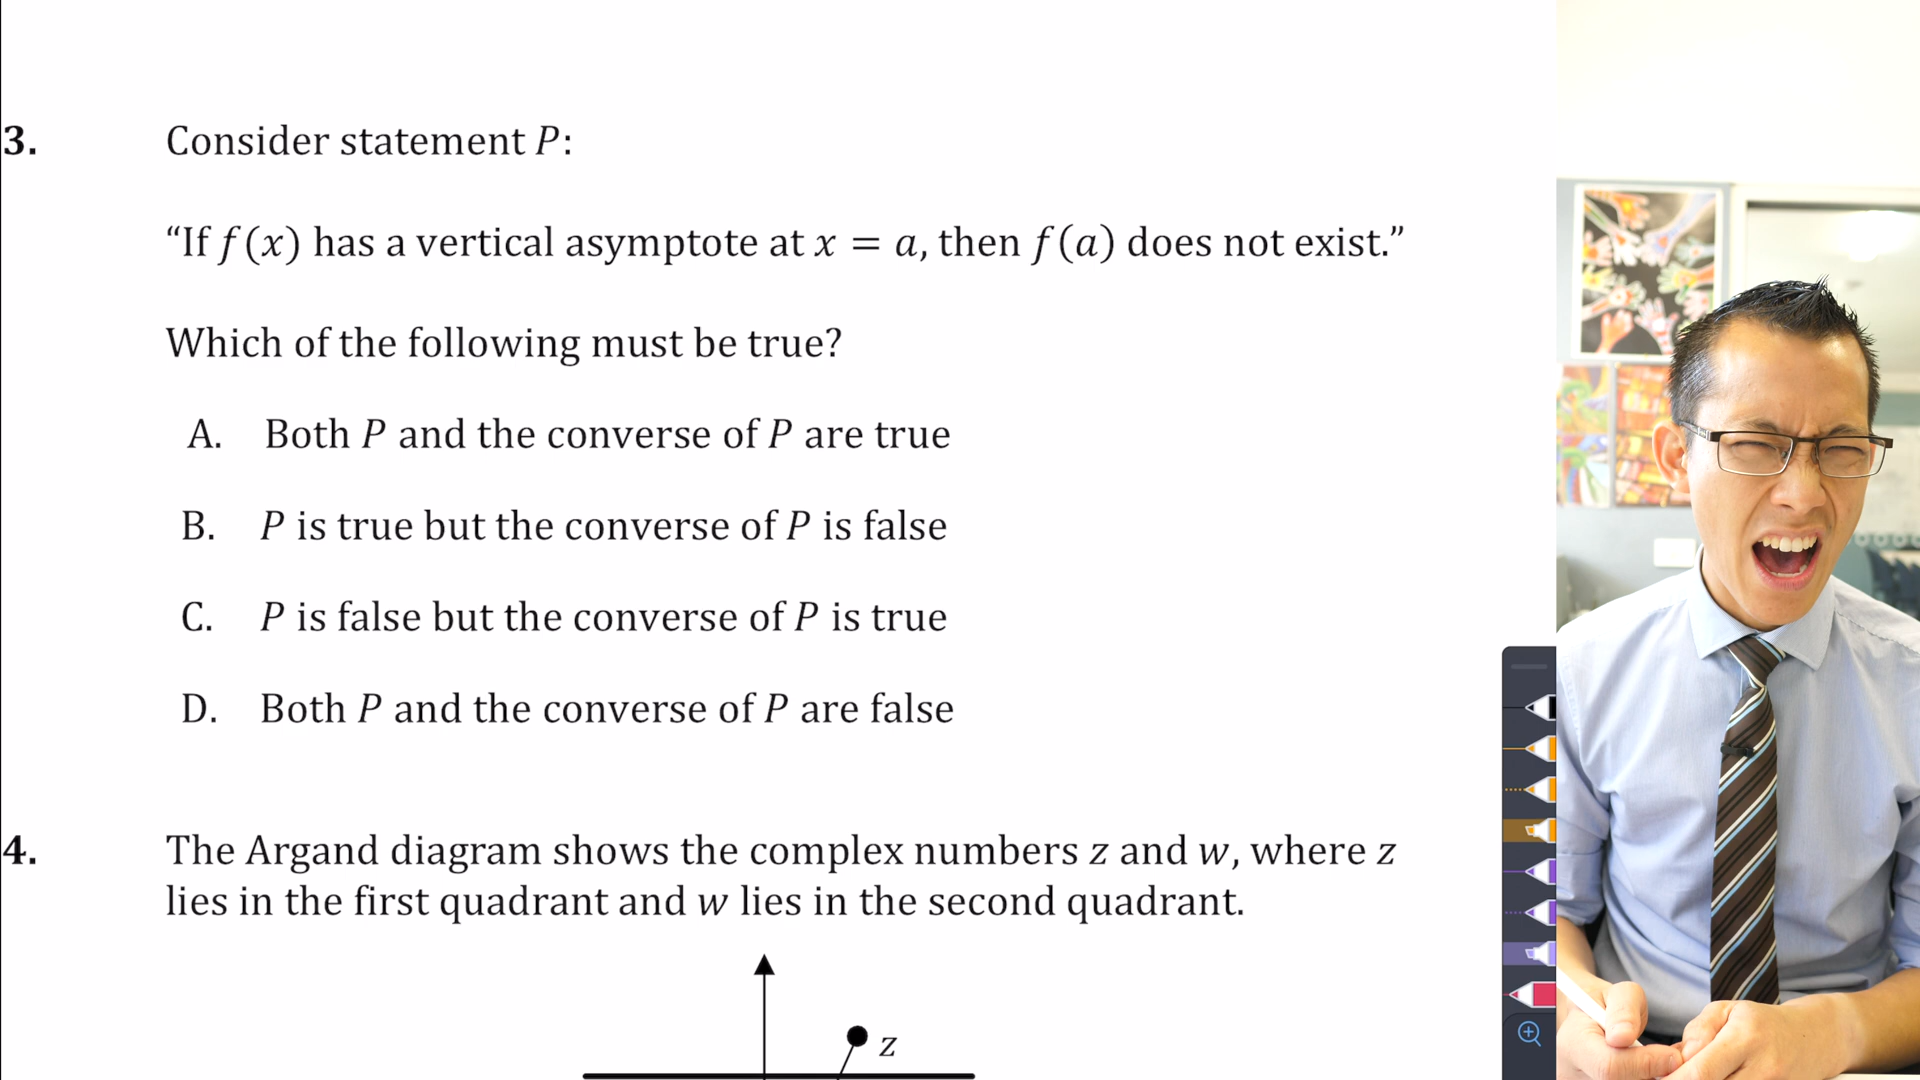 3. Consider statement P:
“If f(x) has a vertical asymptote at x = a, then f(a) does not exist.”
Which of the following must be true?
A. Both P and the converse of P are true
B. P is true but the converse of P is false
C. P is false but the converse of P is true
D. Both P and the converse of P are false
4. The Argand diagram shows the complex numbers z and w, where z
lies in the first quadrant and w lies in the second quadrant.
z